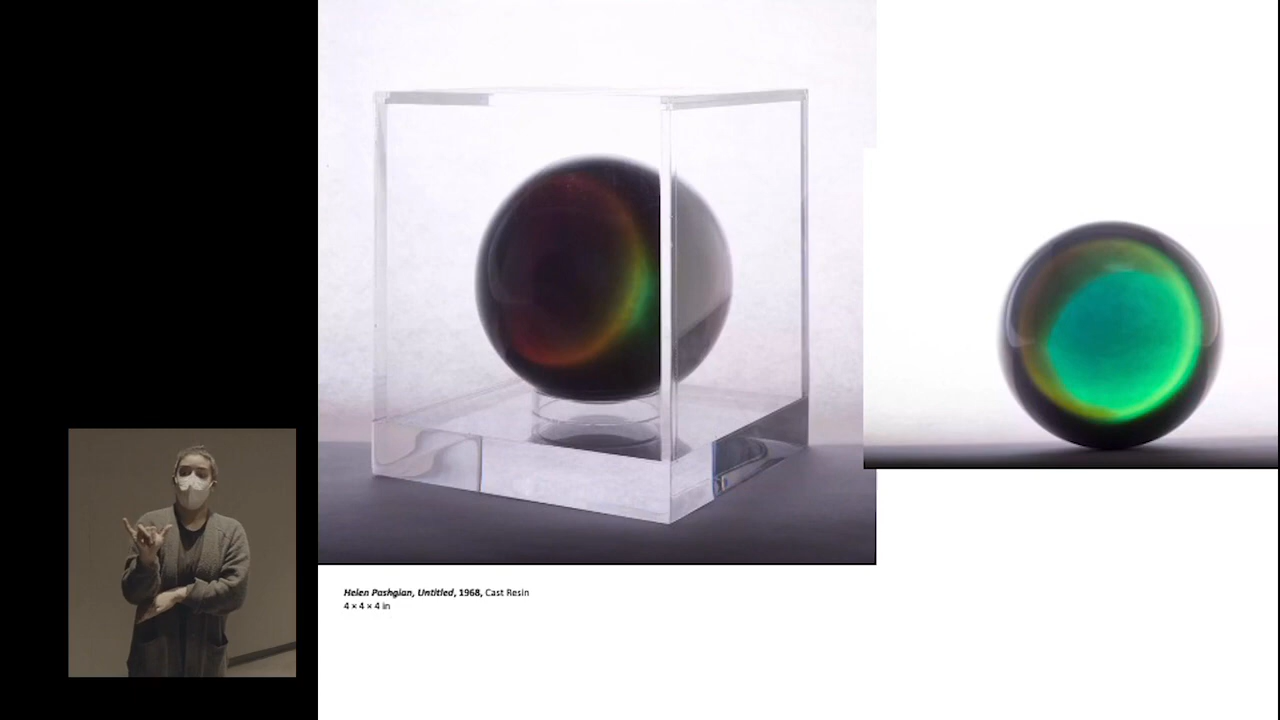 Helen Pashgian, Untitled, 1968, Cast Resin
4 × 4 × 4 in